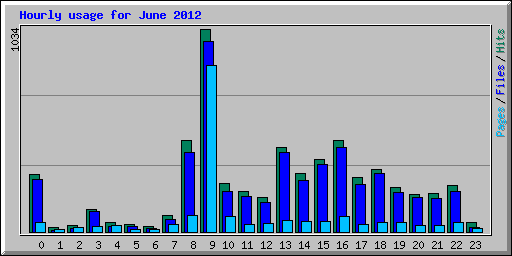 Hourly usage for June 2012
1034
Pages / Files / Hits
0 1 2 3 4 5 6 7 8 9 10 11 12 13 14 15 16 17 18 19 20 21 22 23